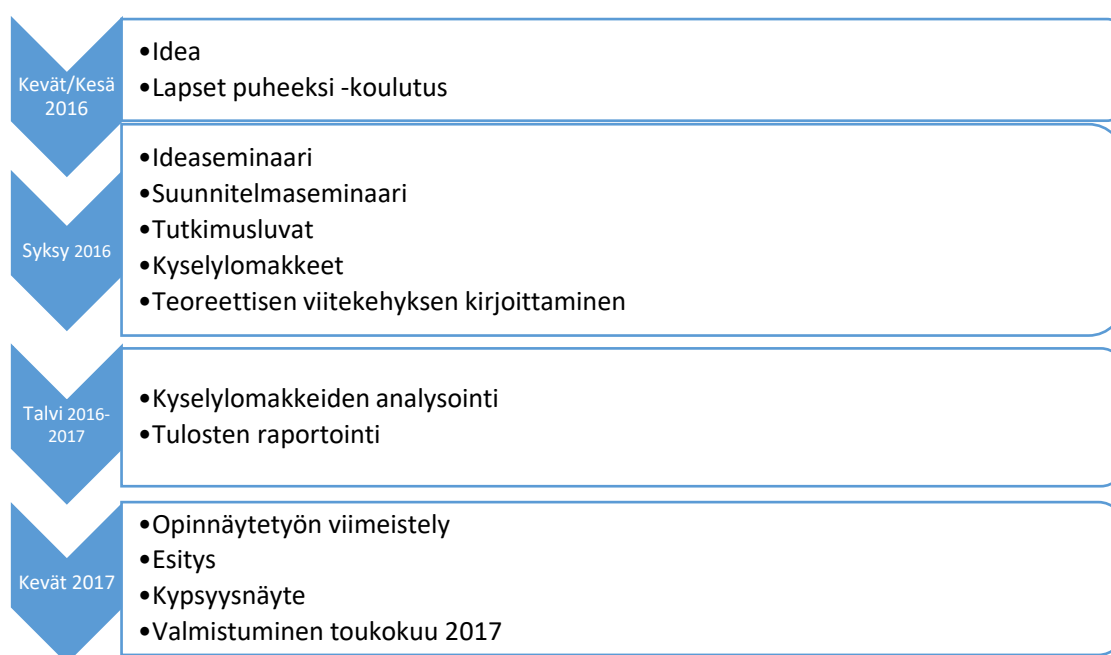 Kevät/Kesä
2016
•Idea
•Lapset puheeksi -koulutus
Syksy 2016
•Ideaseminaari
•Suunnitelmaseminaari
•Tutkimusluvat
•Kyselylomakkeet
•Teoreettisen viitekehyksen kirjoittaminen
Talvi 2016-
2017
•Kyselylomakkeiden analysointi
•Tulosten raportointi
Kevät 2017
•Opinnäytetyön viimeistely
•Esitys
•Kypsyysnäyte
•Valmistuminen toukokuu 2017